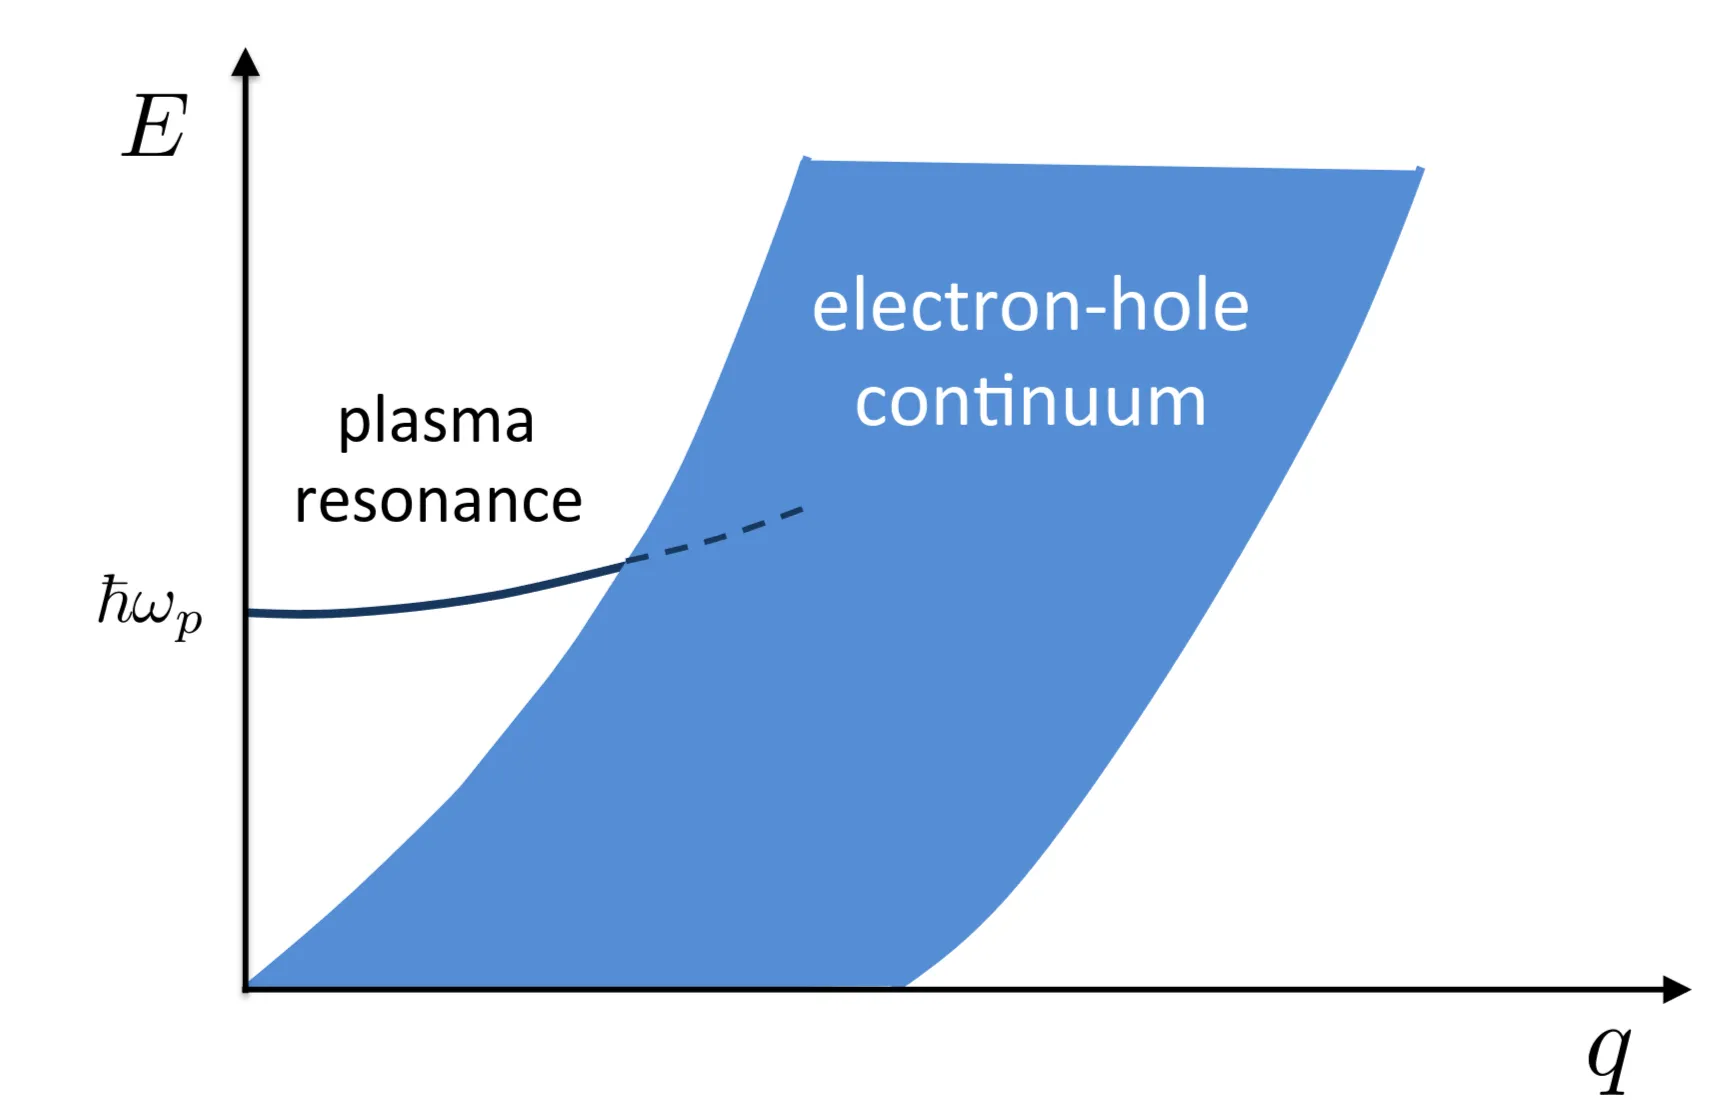 E
electron-hole
continuum
plasma
resonance
ℏω_p
q